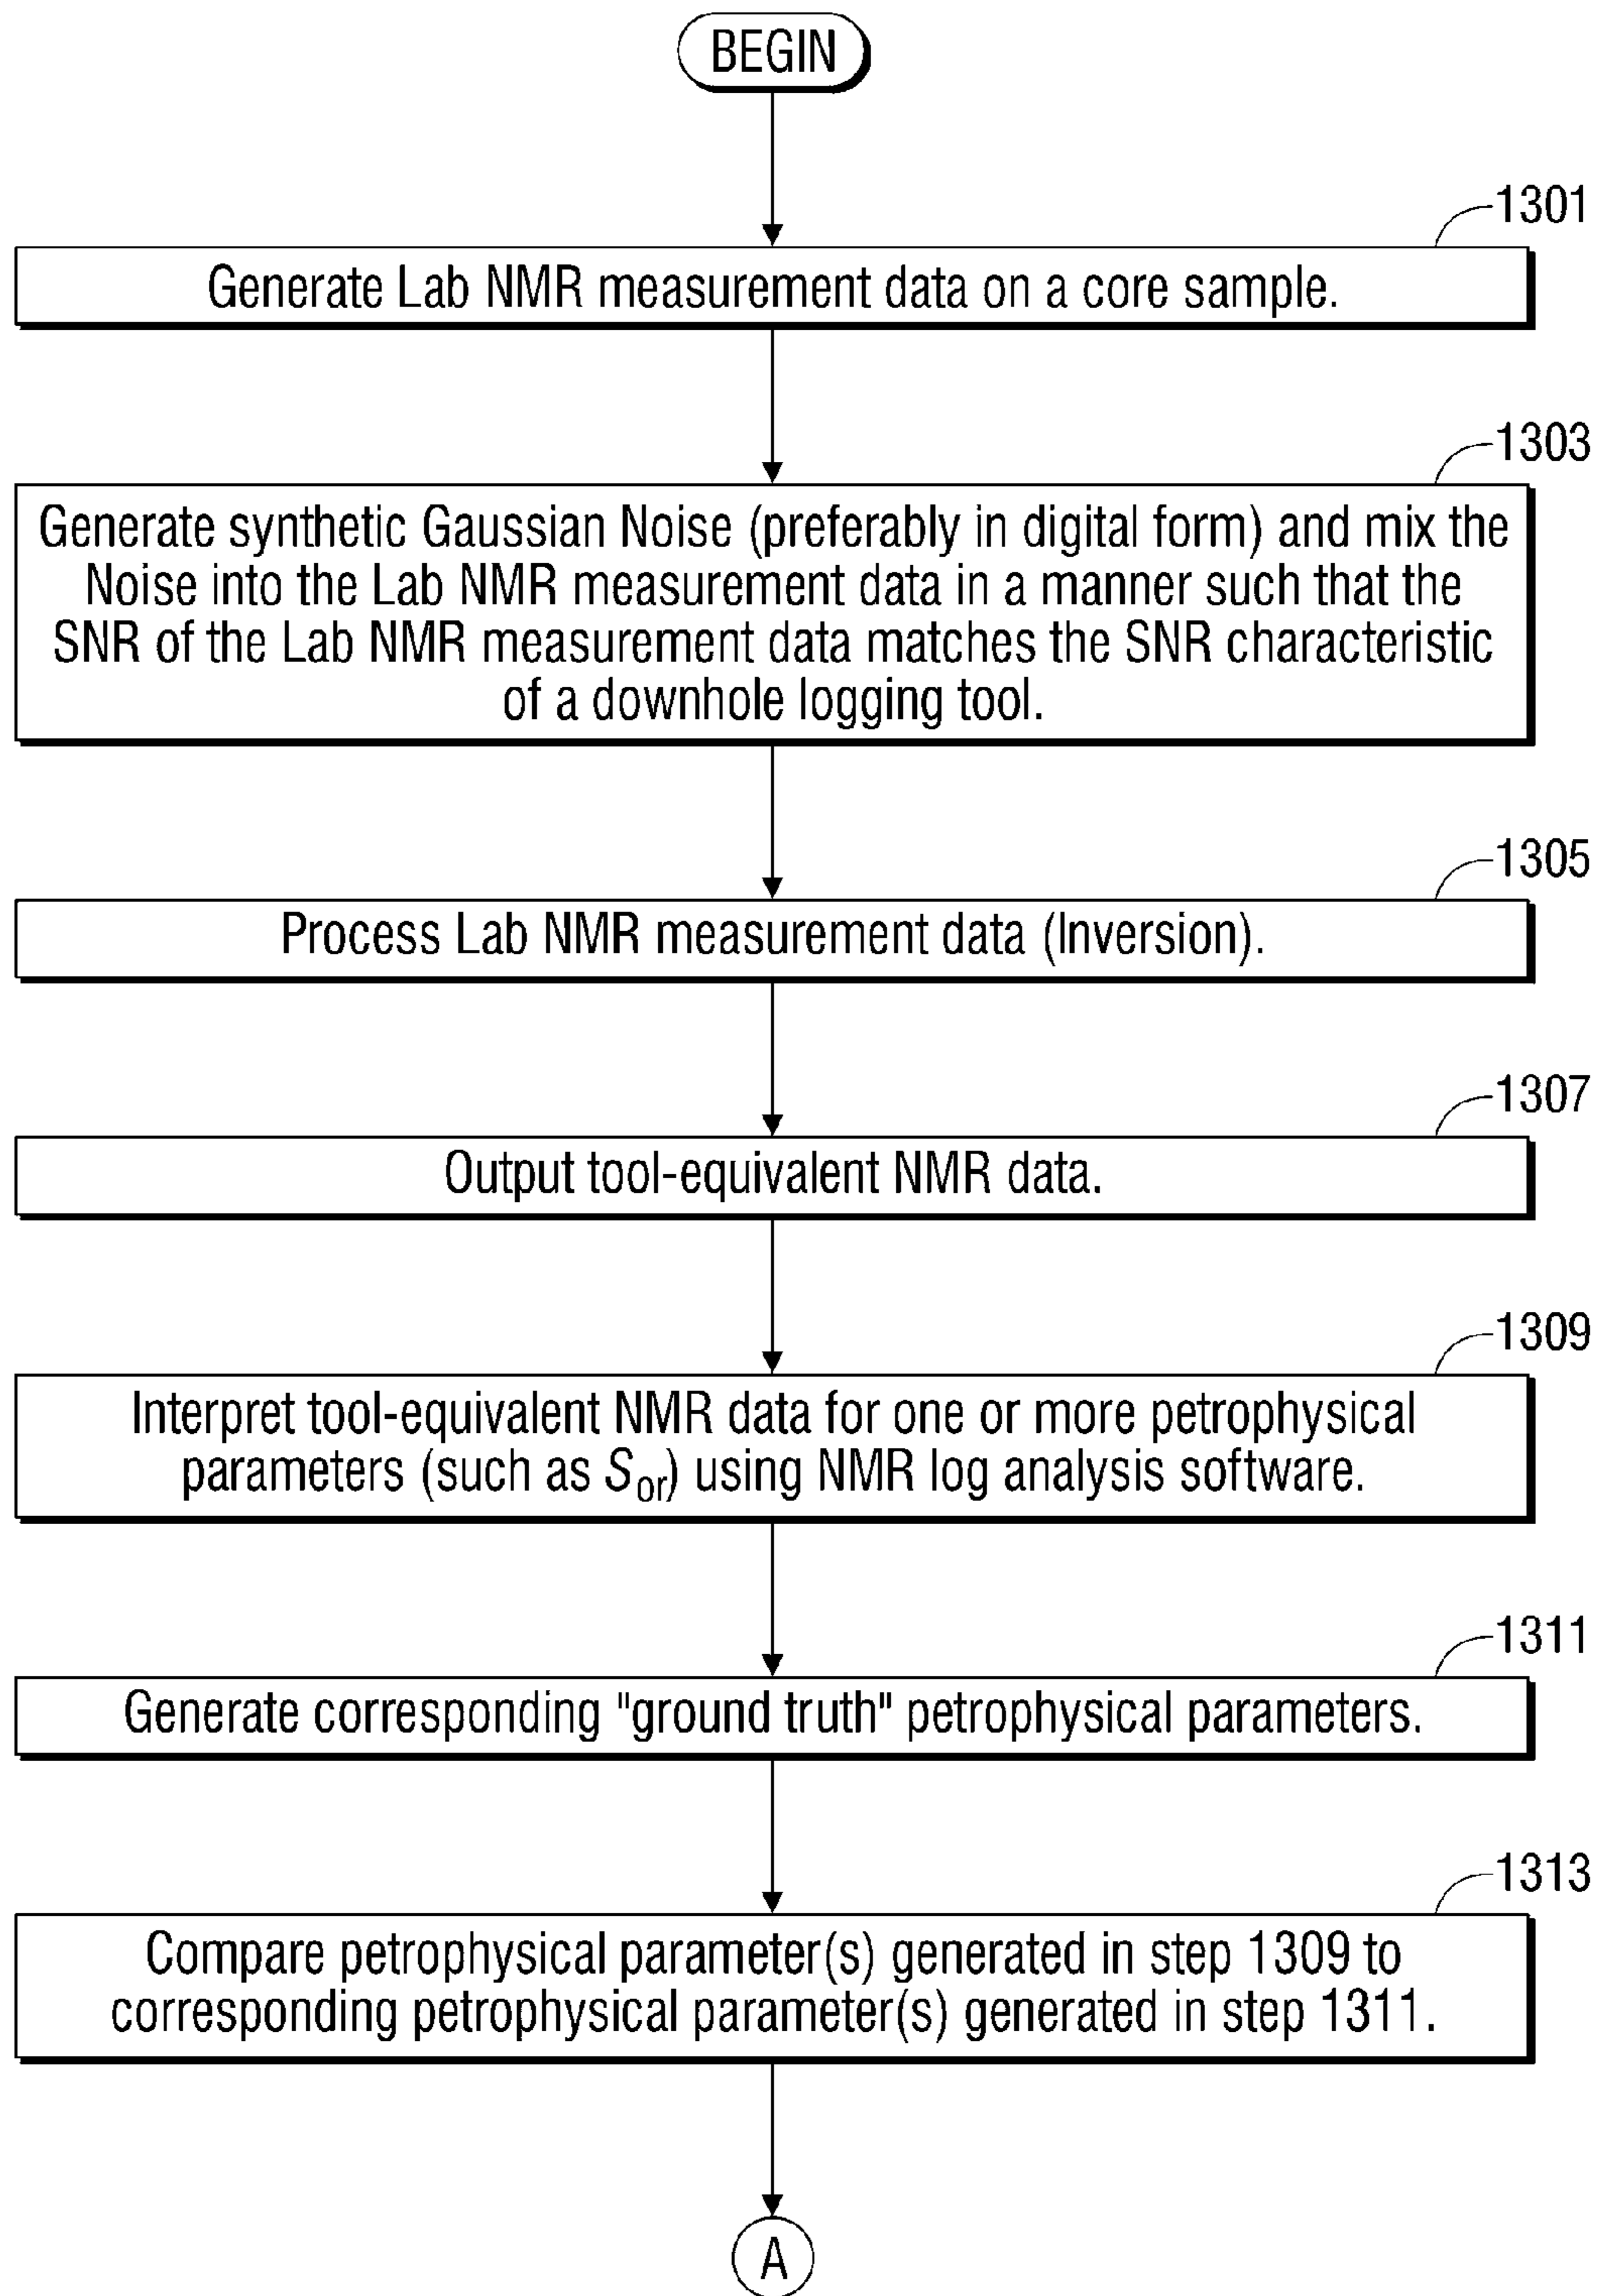 BEGIN
1301
Generate Lab NMR measurement data on a core sample.
1303
Generate synthetic Gaussian Noise (preferably in digital form) and mix the
Noise into the Lab NMR measurement data in a manner such that the
SNR of the Lab NMR measurement data matches the SNR characteristic
of a downhole logging tool.
1305
Process Lab NMR measurement data (Inversion).
1307
Output tool-equivalent NMR data.
1309
Interpret tool-equivalent NMR data for one or more petrophysical
parameters (such as Sor) using NMR log analysis software.
1311
Generate corresponding "ground truth" petrophysical parameters.
1313
Compare petrophysical parameter(s) generated in step 1309 to
corresponding petrophysical parameter(s) generated in step 1311.
A